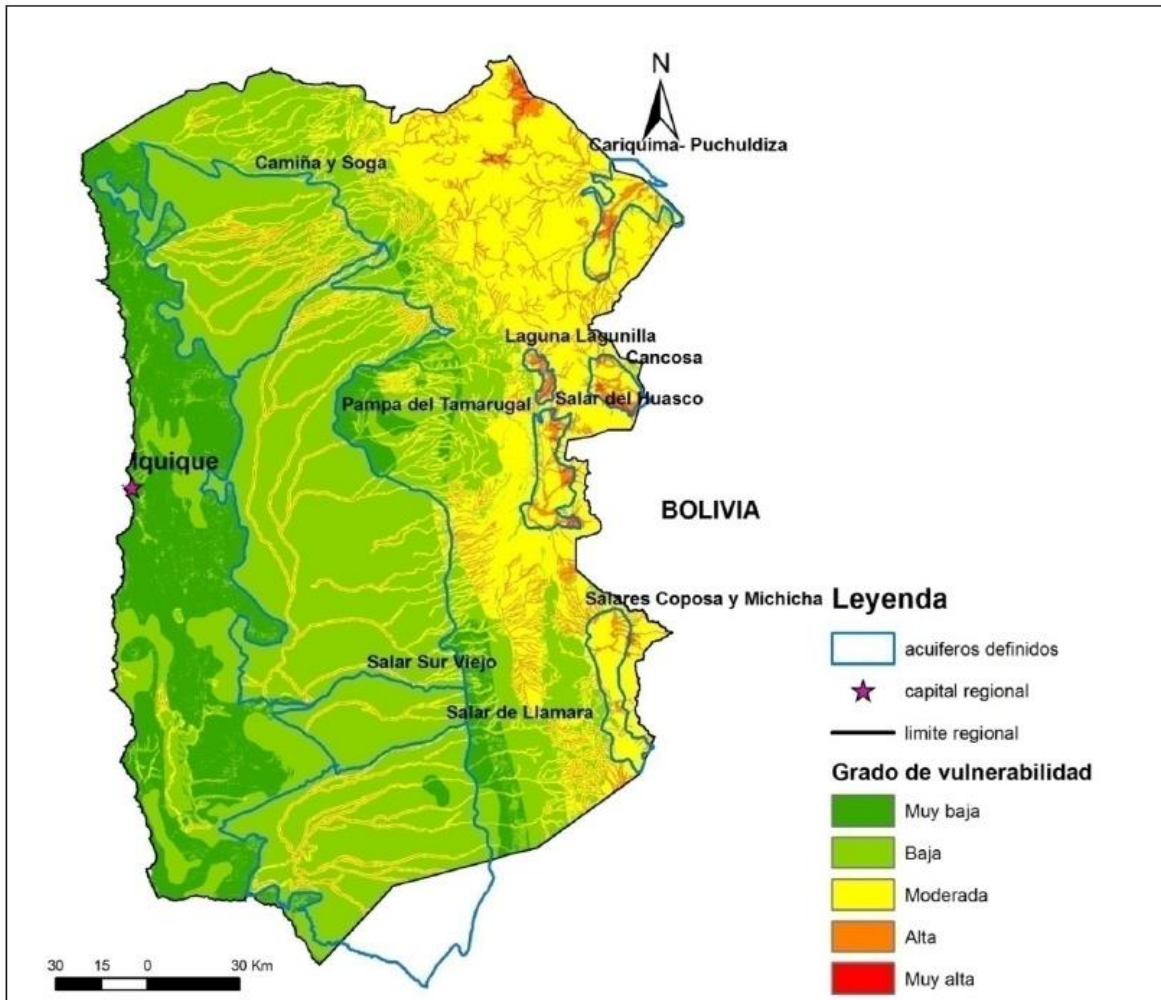 N
Cariquima- Puchuldiza
Camiña y Soga
Laguna Lagunilla
Cancosa
Salar del Huasco
Pampa del Tamarugal
Iquique
BOLIVIA
Salares Coposa y Michicha
Salar Sur Viejo
Salar de Llamara
Leyenda
acuiferos definidos
capital regional
limite regional
Grado de vulnerabilidad
Muy baja
Baja
Moderada
Alta
Muy alta
30 15 0 30 Km